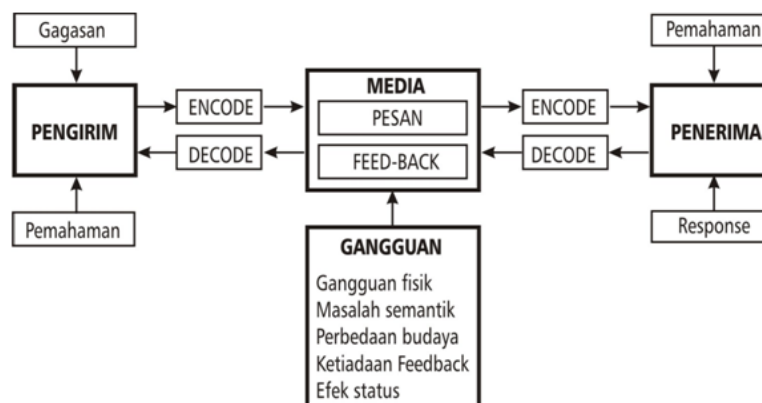 Gagasan
Pemahaman
PENGIRIM
ENCODE
DECODE
MEDIA
PESAN
FEED-BACK
ENCODE
DECODE
PENERIMA
Pemahaman
Response
GANGGUAN
Gangguan fisik
Masalah semantik
Perbedaan budaya
Ketiadaan Feedback
Efek status